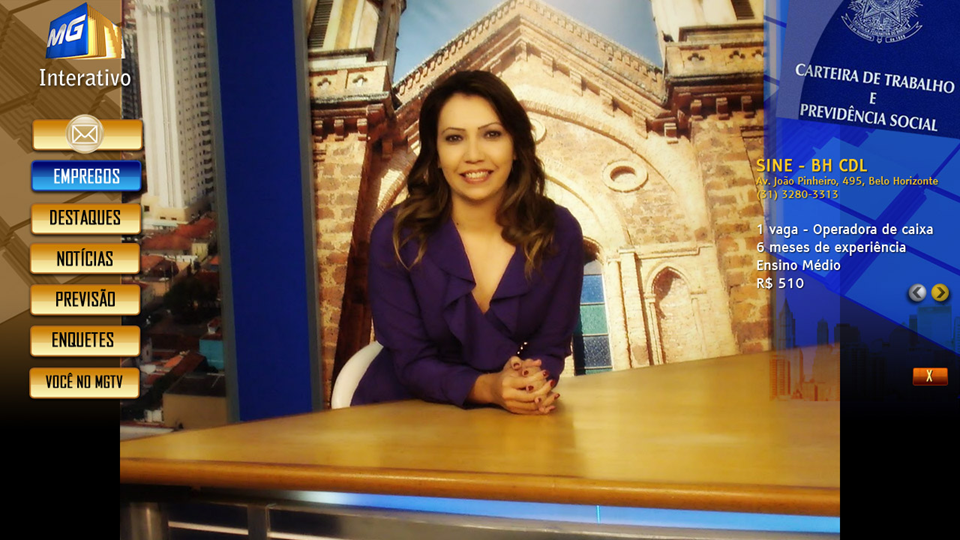 MG
Interativo
EMPREGOS
DESTAQUES
NOTÍCIAS
PREVISÃO
ENQUETES
VOCÊ NO MGTV
CARTEIRA DE TRABALHO
E
PREVIDÊNCIA SOCIAL
SINE - BH CDL
Av. João Pinheiro, 495, Belo Horizonte
(31) 3280-3313
1 vaga - Operadora de caixa
6 meses de experiência
Ensino Médio
R$ 510
X